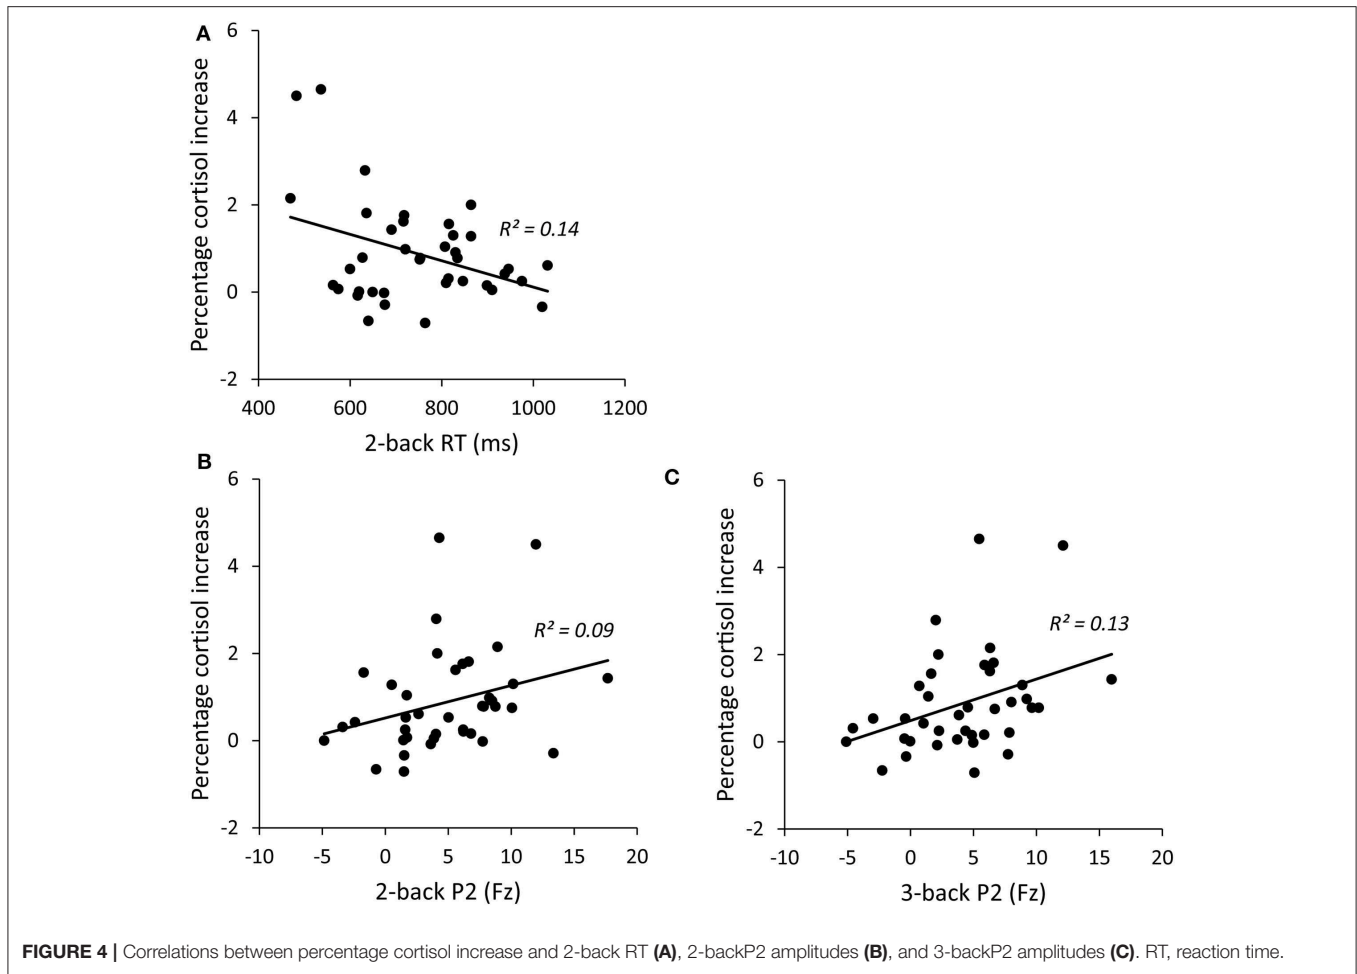 A
6
4
2
0
-2
400 600 800 1000 1200
Percentage cortisol increase
2-back RT (ms)
R² = 0.14
B
6
4
2
0
-2
-10 -5 0 5 10 15 20
Percentage cortisol increase
2-back P2 (Fz)
R² = 0.09
C
6
4
2
0
-2
-10 -5 0 5 10 15 20
Percentage cortisol increase
3-back P2 (Fz)
R² = 0.13
FIGURE 4 | Correlations between percentage cortisol increase and 2-back RT (A), 2-backP2 amplitudes (B), and 3-backP2 amplitudes (C). RT, reaction time.